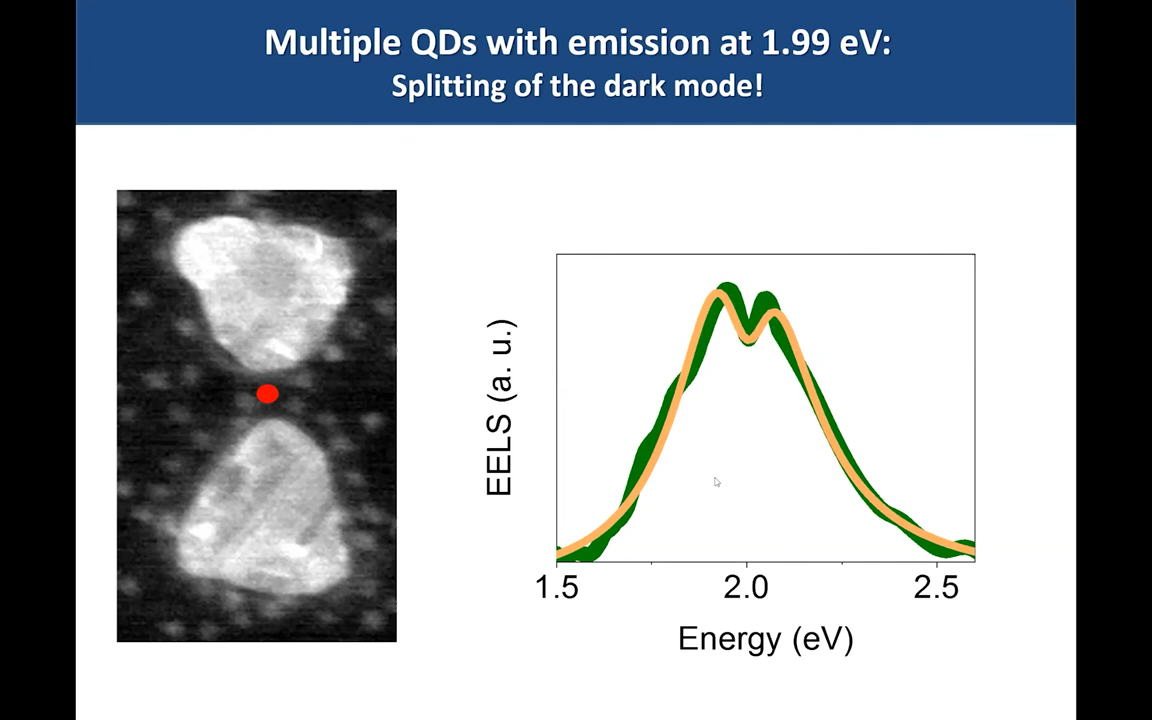 Multiple QDs with emission at 1.99 eV:
Splitting of the dark mode!
EELS (a. u.)
1.5
2.0
2.5
Energy (eV)